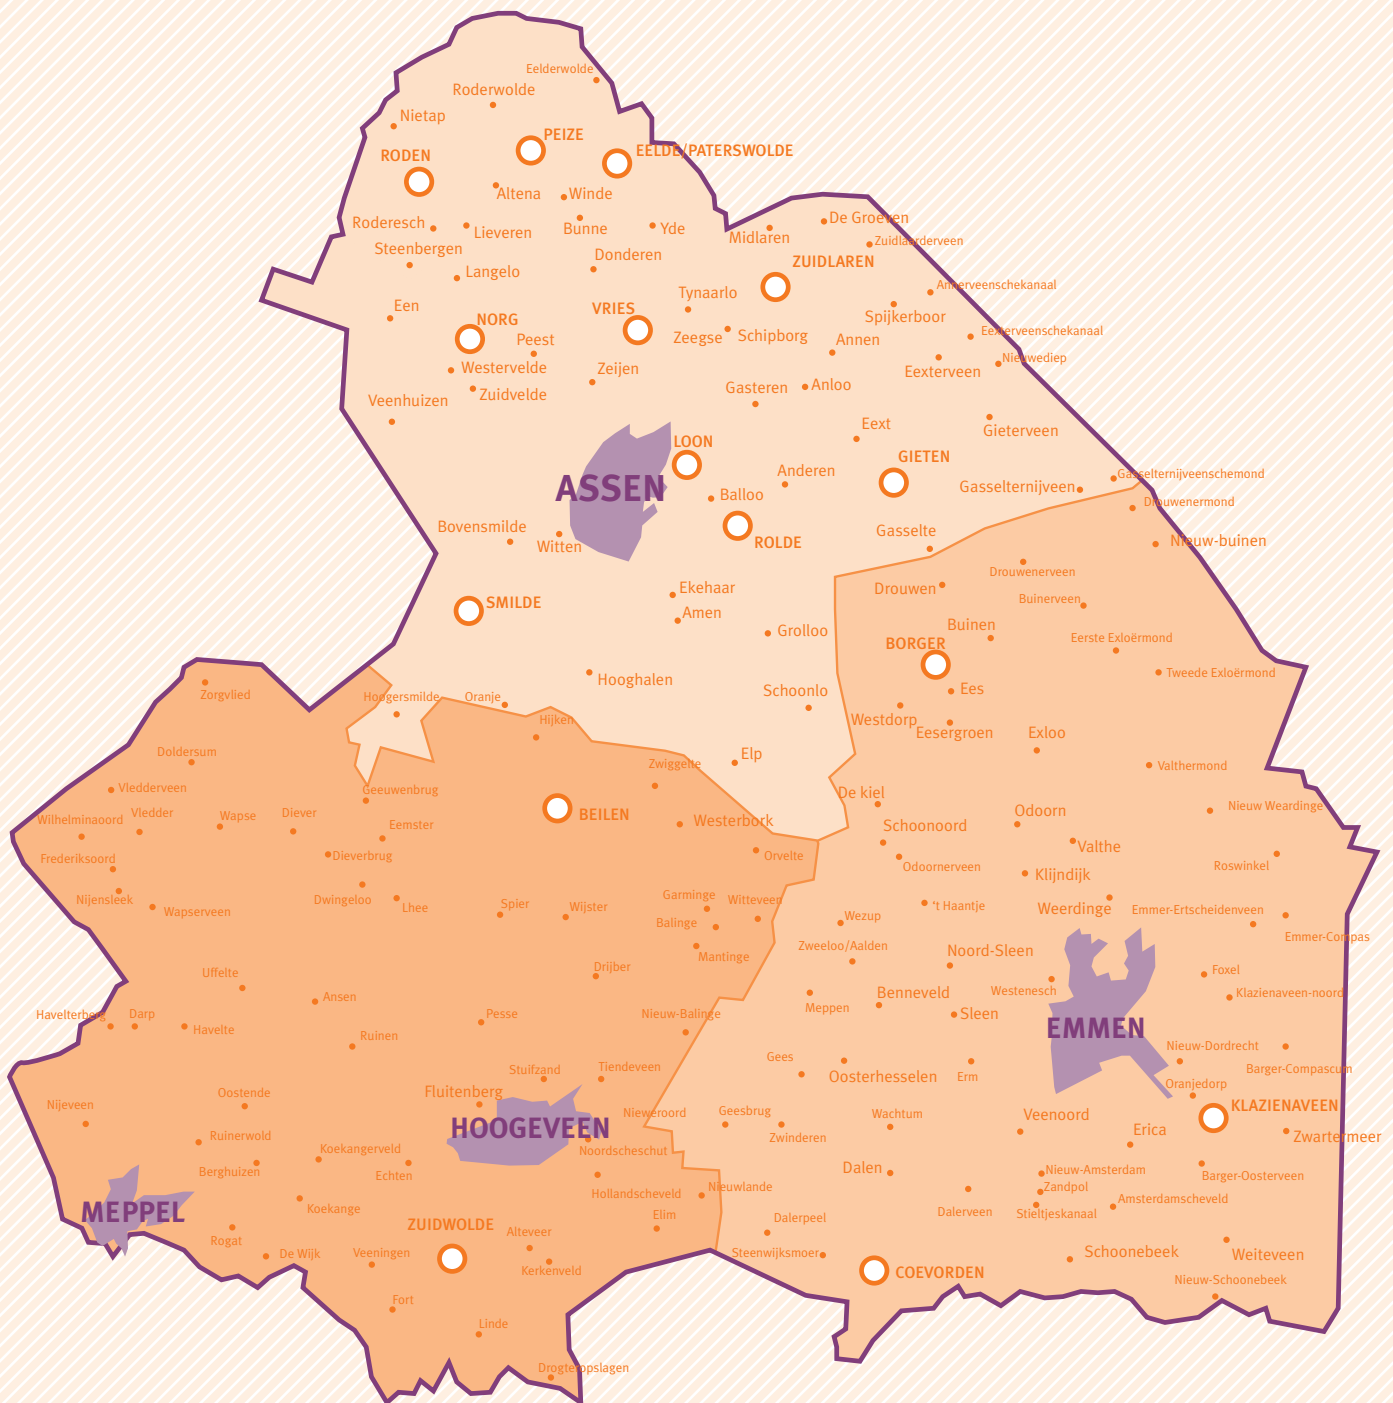 Eelderwolde
Roderwolde
Nietap
PEIZE
EELDE/PATERSWOLDE
RODEN
Altena
Winde
De Groeven
Roderesch
Lieveren
Bunne
Yde
Midlaren
Zuidlaarderveen
Steenbergen
Donderen
ZUIDLAREN
Langelo
Annerveenschekanaal
Tynaarlo
Een
VRIES
Spijkerboor
NORG
Eexterveenschekanaal
Peest
Zeegse
Schipborg
Annen
Nieuwediep
Westervelde
Zeijen
Eexterveen
Zuidvelde
Gasteren
Anloo
Veenhuizen
Eext
Gieterveen
LOON
GIETEN
Anderen
Gasselternijveenschemond
ASSEN
Gasselternijveen
Balloo
Drouwenermond
Bovensmilde
Gasselte
Witten
ROLDE
Nieuw-buinen
Drouwenerveen
Ekehaar
Drouwen
SMILDE
Buinerveen
Amen
Buinen
Grolloo
Eerste Exloërmond
BORGER
Tweede Exloërmond
Hooghalen
Zorgvlied
Hoogersmilde
Oranje
Schoonlo
Ees
Hijken
Westdorp
Eesergroen
Exloo
Doldersum
Elp
Zwiggelte
Valthermond
Vledderveen
Geeuwenbrug
De kiel
Wilhelminaoord
Vledder
Wapse
Diever
Eemster
BEILEN
Westerbork
Odoorn
Nieuw Weardinge
Schoonoord
Valthe
Frederiksoord
Dieverbrug
Orvelte
Odoornerveen
Roswinkel
Klijndijk
Nijensleek
Wapserveen
Dwingeloo
Lhee
Spier
Wijster
Garminge
Witteveen
't Haantje
Weerdinge
Emmer-Ertscheidenveen
Balinge
Wezup
Emmer-Compas
Mantinge
Zweeloo/Aalden
Noord-Sleen
Uffelte
Drijber
Foxel
Ansen
Benneveld
Westenesch
Klazienaveen-noord
Havelterberg
Darp
Havelte
Pesse
Nieuw-Balinge
Meppen
Sleen
EMMEN
Ruinen
Nieuw-Dordrecht
Gees
Stuifzand
Tiendeveen
Oosterhesselen
Erm
Barger-Compascum
Oranjedorp
Oostende
Fluitenberg
Nijeveen
Nieweroord
Geesbrug
Wachtum
Veenoord
KLAZIENAVEEN
HOOGEVEEN
Ruinerwold
Zwinderen
Erica
Zwartermeer
Koekangerveld
Noordscheschut
Berghuizen
Echten
Dalen
Nieuw-Amsterdam
Barger-Oosterveen
Hollandscheveld
Nieuwlande
Zandpol
Amsterdamscheveld
MEPPEL
Koekange
Dalerveen
Stieltjeskanaal
ZUIDWOLDE
Elim
Dalerpeel
Rogat
Alteveer
De Wijk
Veeningen
Steenwijksmoer
Schoonebeek
Weiteveen
Kerkenveld
COEVORDEN
Nieuw-Schoonebeek
Fort
Linde
Drogteropslagen